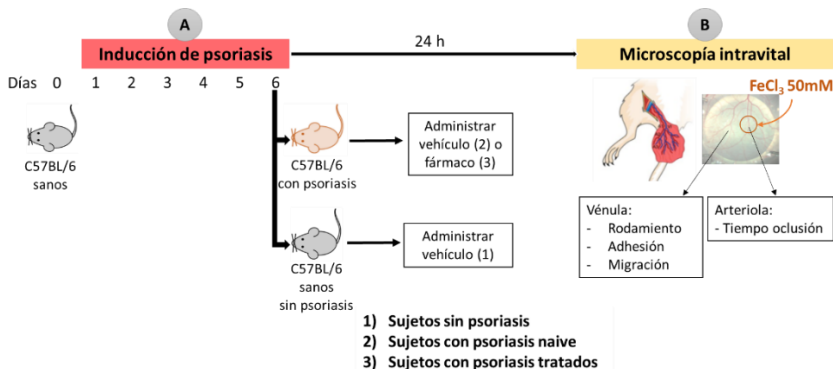 A
Inducción de psoriasis
24 h
B
Microscopía intravital
Días 0 1 2 3 4 5 6
FeCl3 50mM
C57BL/6
sanos
C57BL/6
con psoriasis
Administrar
vehículo (2) o
fármaco (3)
C57BL/6
sanos
sin psoriasis
Administrar
vehículo (1)
Vénula:
- Rodamiento
- Adhesión
- Migración
Arteriola:
- Tiempo oclusión
1) Sujetos sin psoriasis
2) Sujetos con psoriasis naive
3) Sujetos con psoriasis tratados